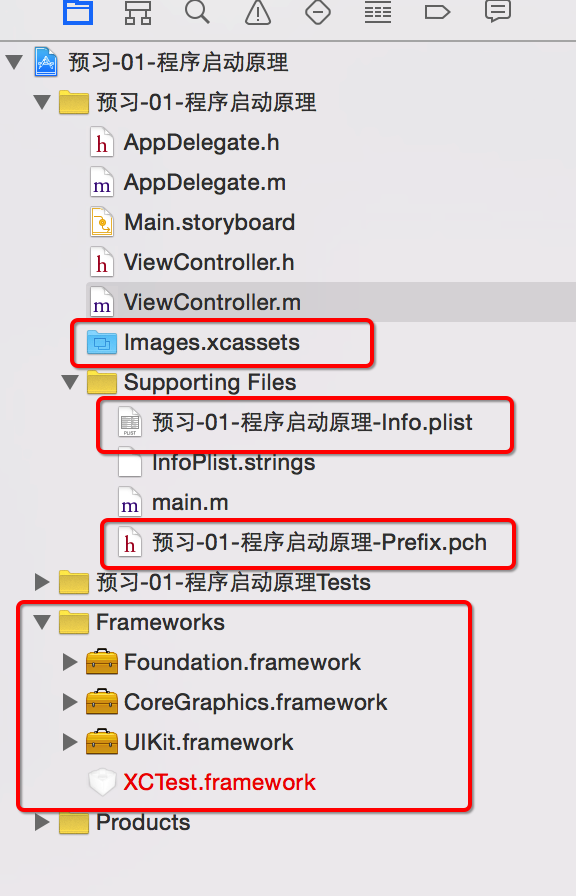 预习-01-程序启动原理
预习-01-程序启动原理
h AppDelegate.h
m AppDelegate.m
Main.storyboard
h ViewController.h
m ViewController.m
Images.xcassets
Supporting Files
PLIST 预习-01-程序启动原理-Info.plist
InfoPlist.strings
m main.m
h 预习-01-程序启动原理-Prefix.pch
预习-01-程序启动原理Tests
Frameworks
Foundation.framework
CoreGraphics.framework
UIKit.framework
XCTest.framework
Products